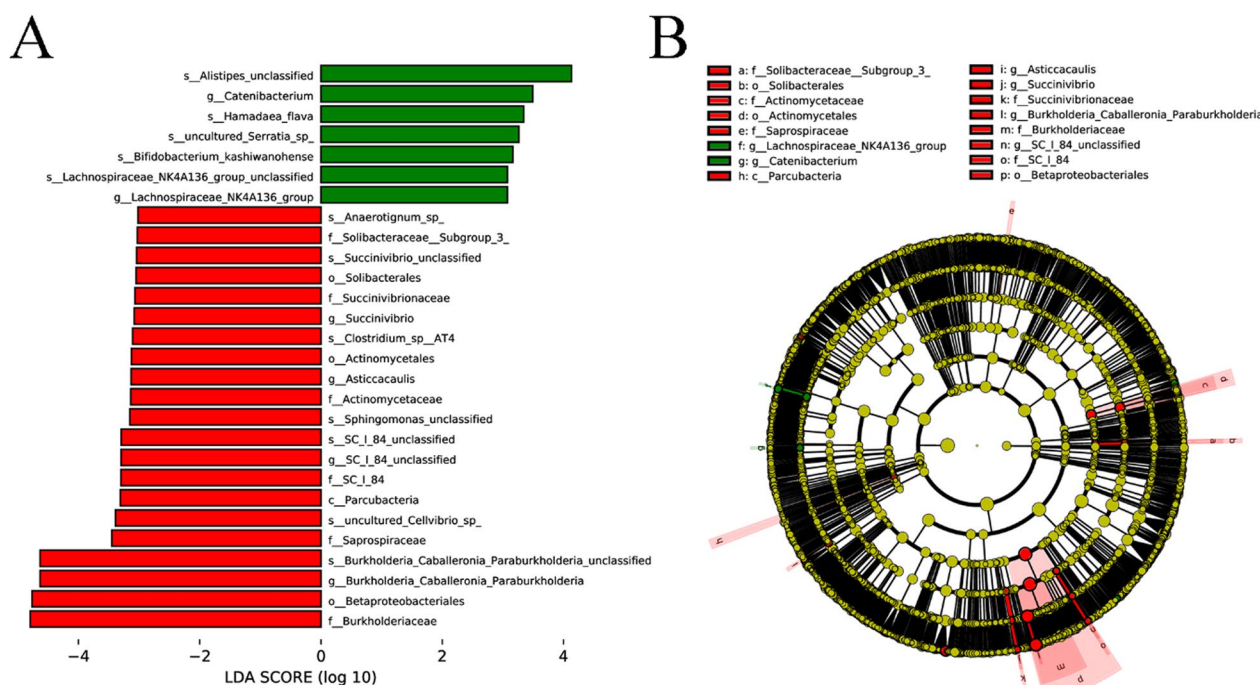 A
s__Alistipes_unclassified
g__Catenibacterium
s__Hamadaea_flava
s__uncultured_Serratia_sp_
s__Bifidobacterium_kashiwanohense
s__Lachnospiraceae_NK4A136_group_unclassified
g__Lachnospiraceae_NK4A136_group
s__Anaerotignum_sp_
f__Solibacteraceae__Subgroup_3_
s__Succinivibrio_unclassified
o__Solibacterales
f__Succinivibrionaceae
g__Succinivibrio
s__Clostridium_sp__AT4
o__Actinomycetales
g__Asticcacaulis
f__Actinomycetaceae
s__Sphingomonas_unclassified
s__SC_I_84_unclassified
g__SC_I_84_unclassified
f__SC_I_84
c__Parcubacteria
s__uncultured_Cellvibrio_sp_
f__Saprospiraceae
s__Burkholderia_Caballeronia_Paraburkholderia_unclassified
g__Burkholderia_Caballeronia_Paraburkholderia
o__Betaproteobacteriales
f__Burkholderiaceae
−4 −2 0 2 4
LDA SCORE (log 10)
B
a: f__Solibacteraceae__Subgroup_3_
b: o__Solibacterales
c: f__Actinomycetaceae
d: o__Actinomycetales
e: f__Saprospiraceae
f: g__Lachnospiraceae_NK4A136_group
g: g__Catenibacterium
h: c__Parcubacteria
i: g__Asticcacaulis
j: g__Succinivibrio
k: f__Succinivibrionaceae
l: g__Burkholderia_Caballeronia_Paraburkholderia
m: f__Burkholderiaceae
n: g__SC_I_84_unclassified
o: f__SC_I_84
p: o__Betaproteobacteriales
e
d
c
b
a
g
h
k
m
p
o